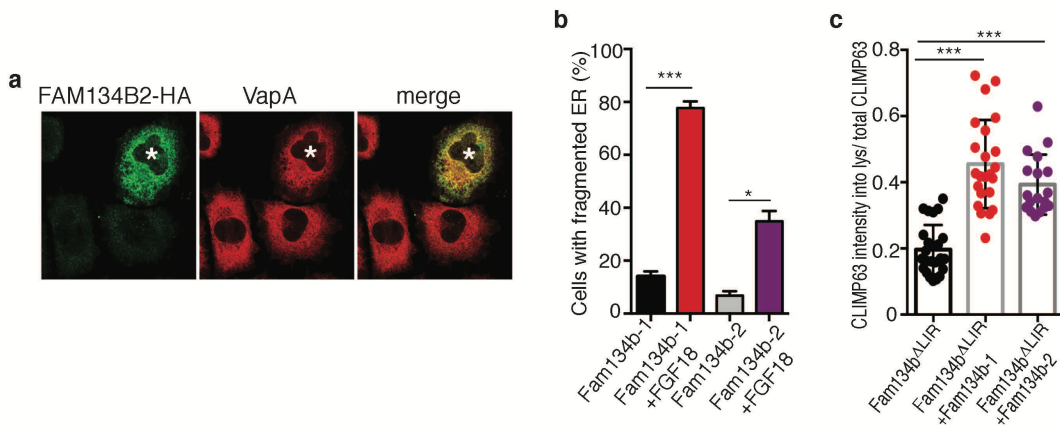 a
FAM134B2-HA
VapA
merge
*
*
*
b
Cells with fragmented ER (%)
100
80
60
40
20
0
***
*
Fam134b-1
Fam134b-1
+FGF18
Fam134b-2
Fam134b-2
+FGF18
c
CLIMP63 intensity into lys/ total CLIMP63
0.8
0.6
0.4
0.2
0.0
***
***
Fam134bΔLIR
Fam134bΔLIR
+Fam134b-1
Fam134bΔLIR
+Fam134b-2